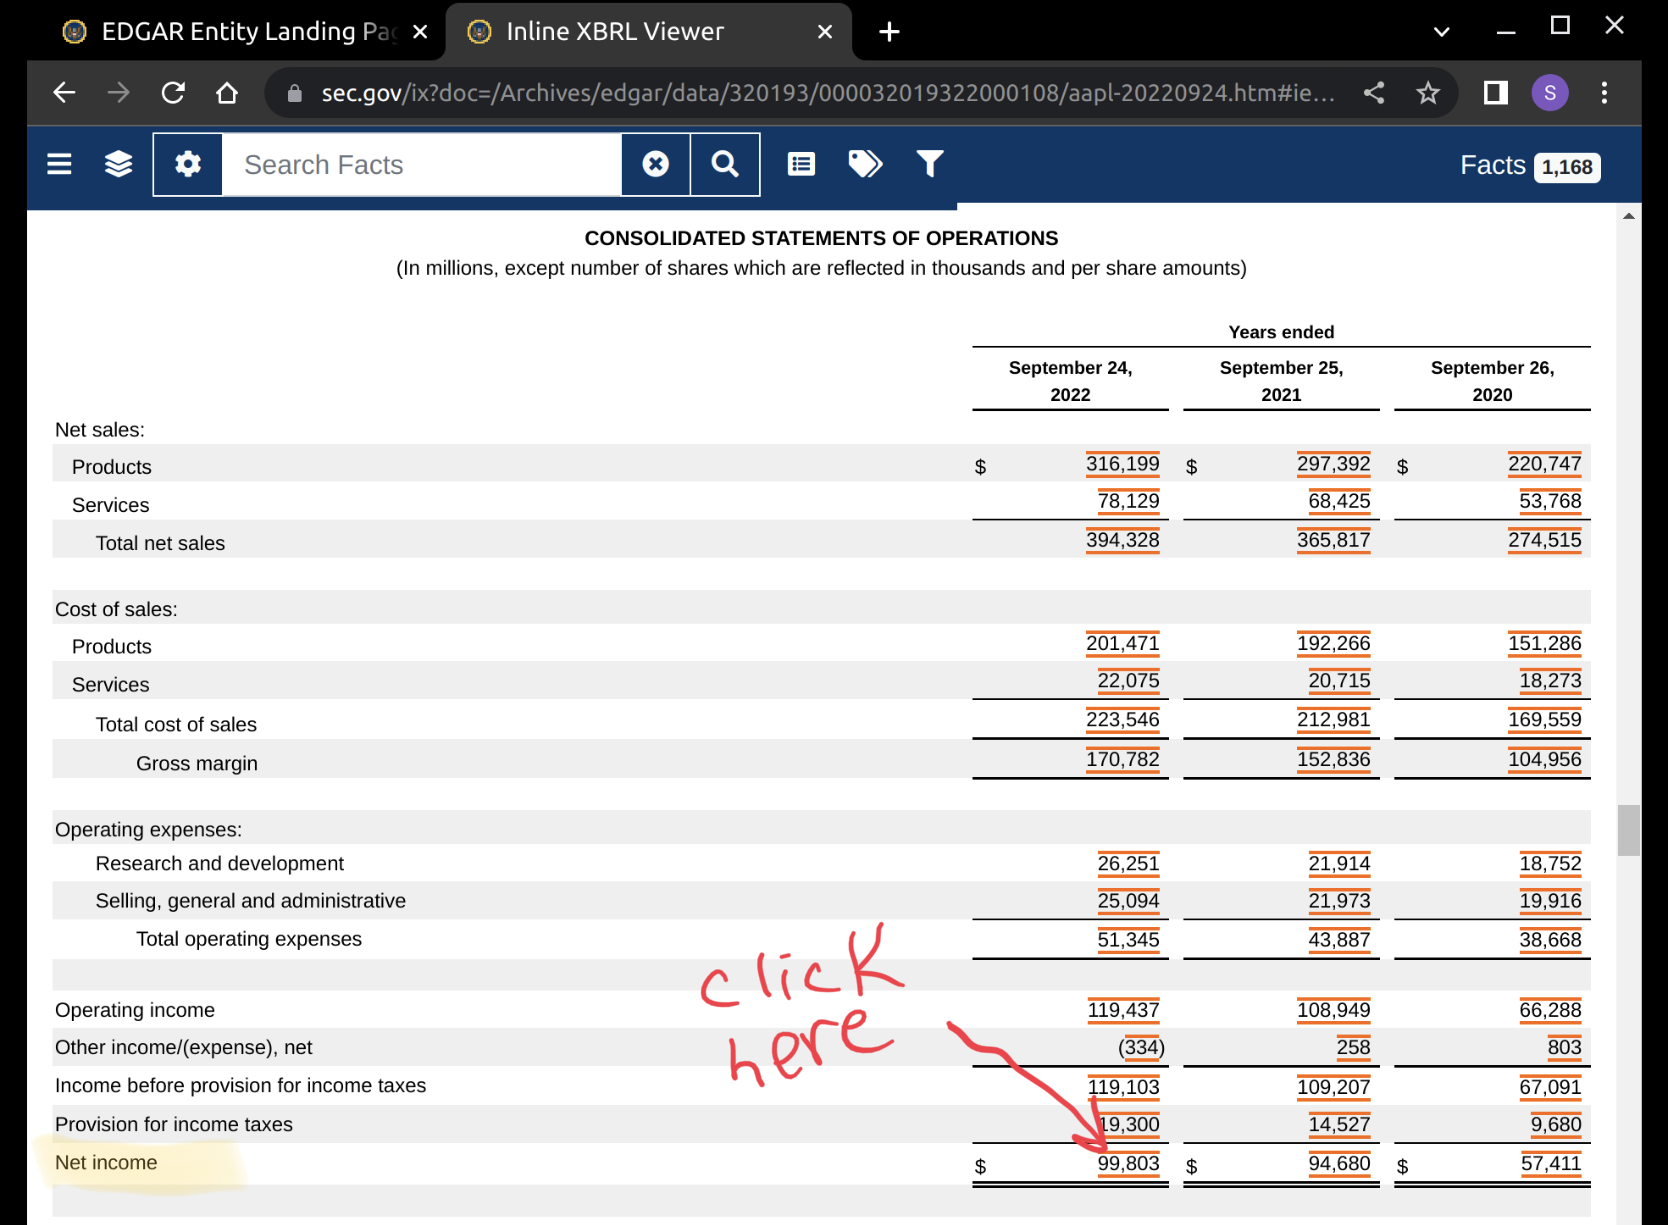 EDGAR Entity Landing Pa
Inline XBRL Viewer
sec.gov/ix?doc=/Archives/edgar/data/320193/000032019322000108/aapl-20220924.htm#ie...
S
Search Facts
Facts 1,168
CONSOLIDATED STATEMENTS OF OPERATIONS
(In millions, except number of shares which are reflected in thousands and per share amounts)
Years ended
September 24, 2022 September 25, 2021 September 26, 2020
Net sales:
Products $ 316,199 $ 297,392 $ 220,747
Services 78,129 68,425 53,768
Total net sales 394,328 365,817 274,515
Cost of sales:
Products 201,471 192,266 151,286
Services 22,075 20,715 18,273
Total cost of sales 223,546 212,981 169,559
Gross margin 170,782 152,836 104,956
Operating expenses:
Research and development 26,251 21,914 18,752
Selling, general and administrative 25,094 21,973 19,916
Total operating expenses 51,345 43,887 38,668
click
here
Operating income 119,437 108,949 66,288
Other income/(expense), net (334) 258 803
Income before provision for income taxes 119,103 109,207 67,091
Provision for income taxes 19,300 14,527 9,680
Net income $ 99,803 $ 94,680 $ 57,411